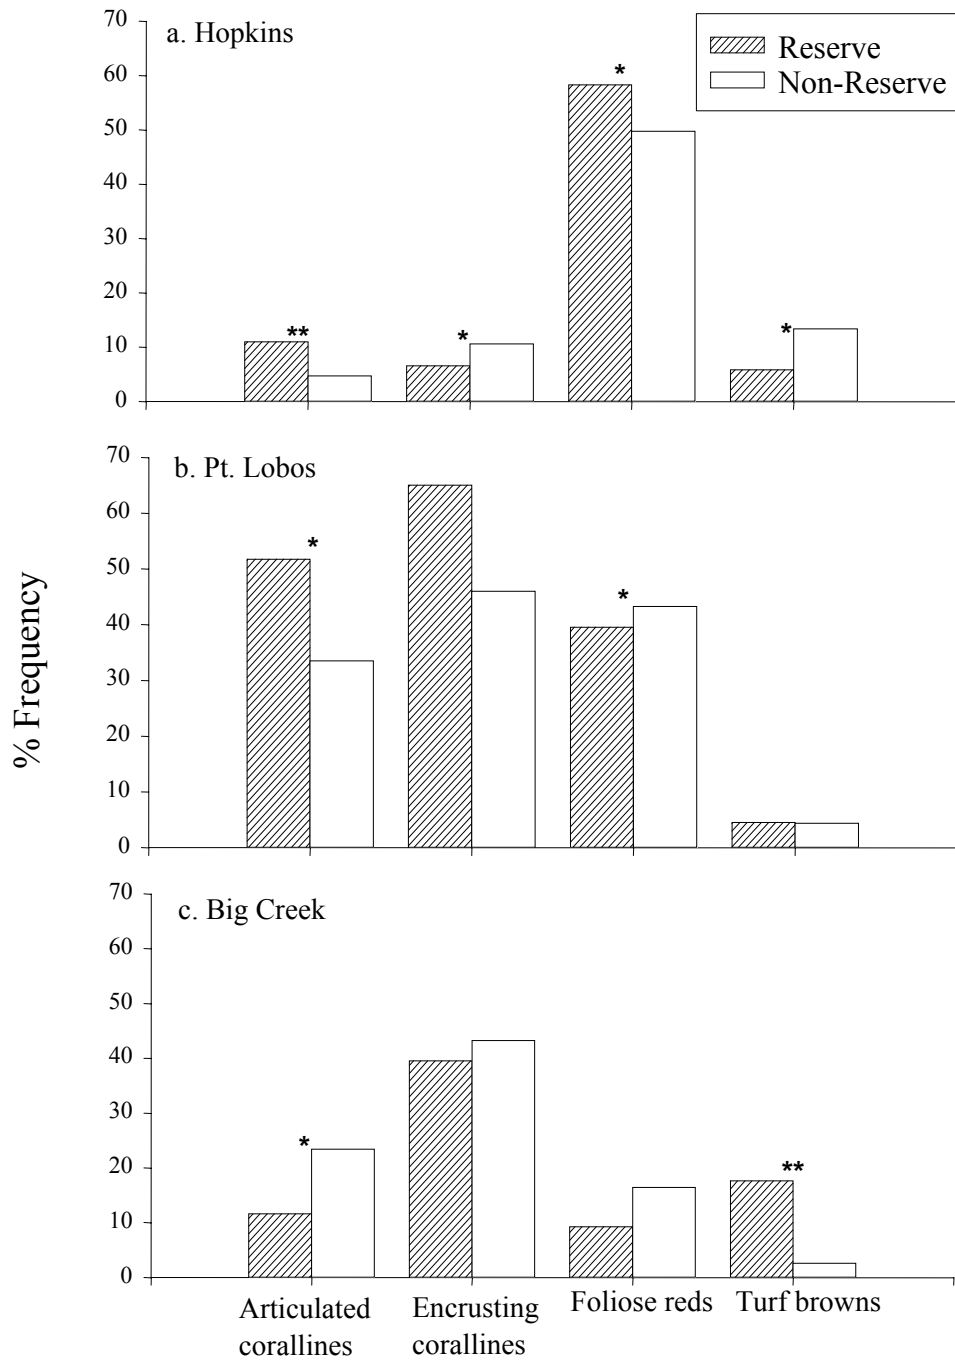 a. Hopkins
Reserve
Non-Reserve
70
60
50
40
30
20
10
0
*
**
*
*
b. Pt. Lobos
70
60
50
40
30
20
10
0
*
*
% Frequency
c. Big Creek
70
60
50
40
30
20
10
0
*
**
Articulated
corallines
Encrusting
corallines
Foliose reds
Turf browns